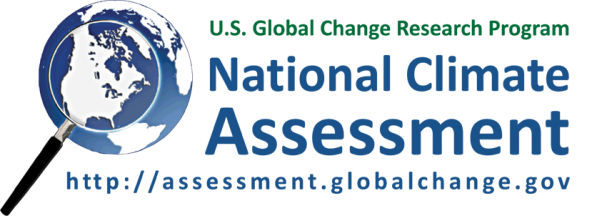 U.S. Global Change Research Program
National Climate
Assessment
http://assessment.globalchange.gov